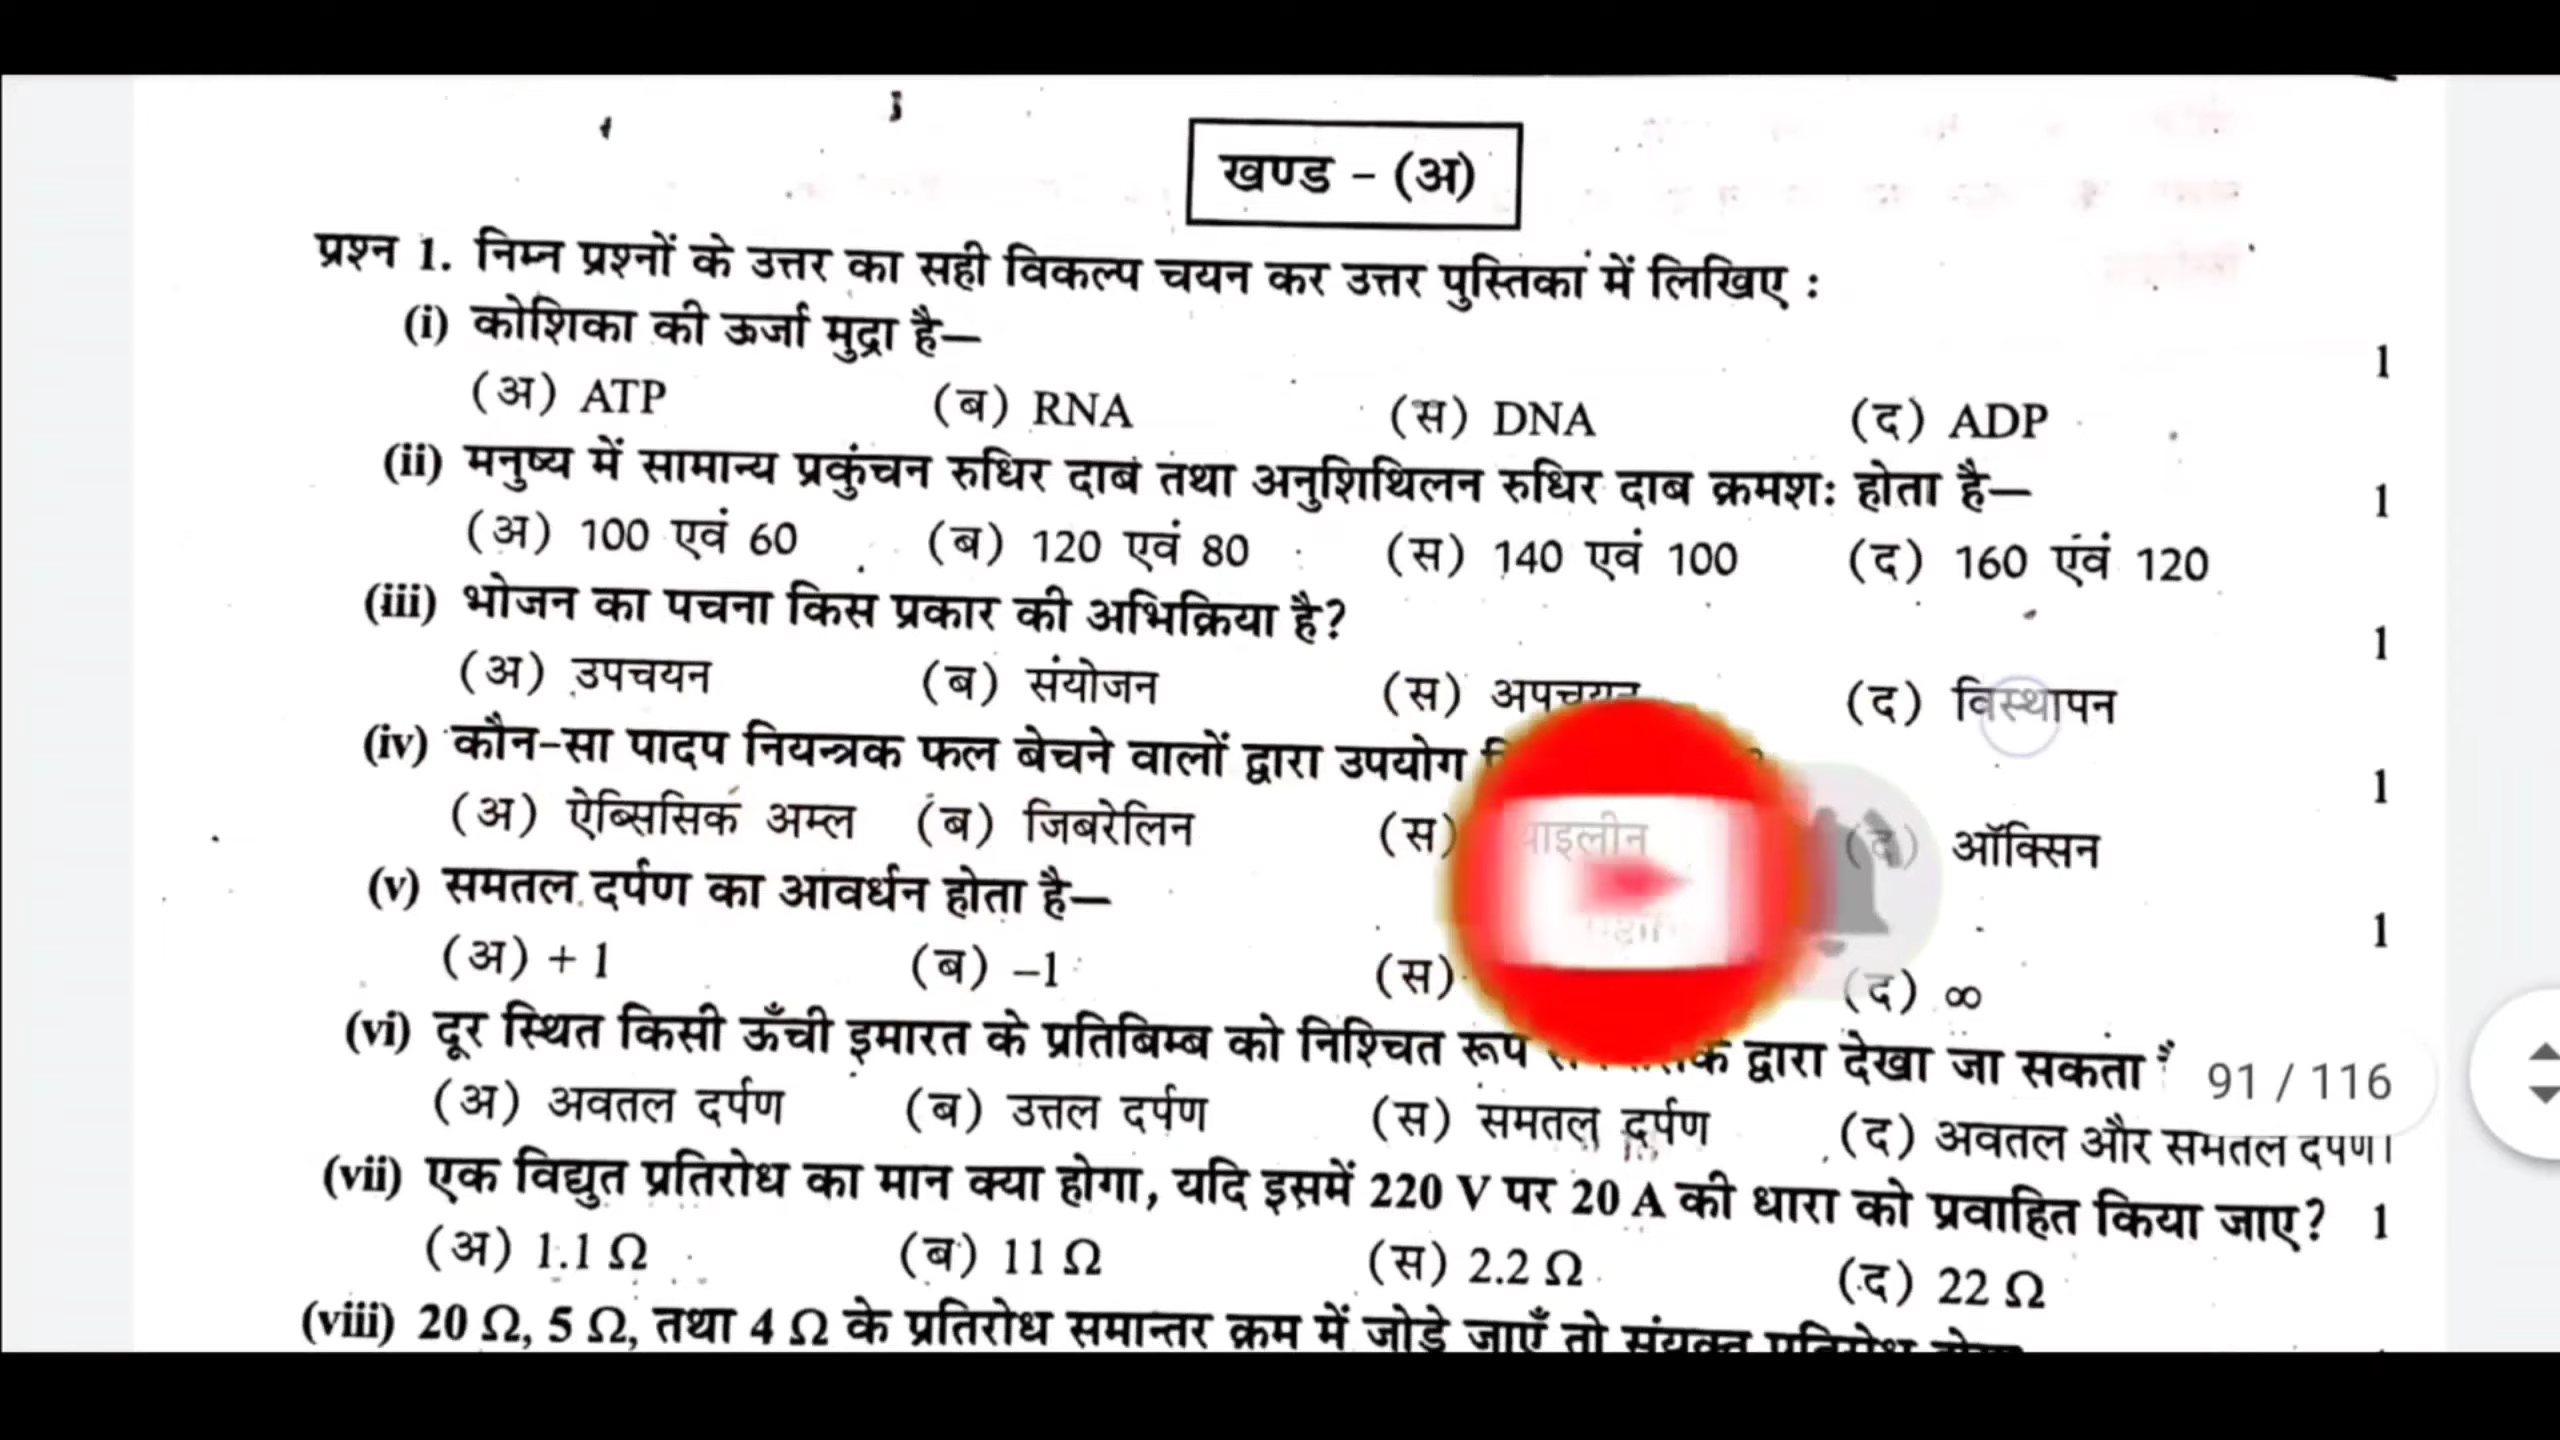 खण्ड - (अ)
प्रश्न 1. निम्न प्रश्नों के उत्तर का सही विकल्प चयन कर उत्तर पुस्तिका में लिखिए :
(i) कोशिका की ऊर्जा मुद्रा है— 1
(अ) ATP (ब) RNA (स) DNA (द) ADP
(ii) मनुष्य में सामान्य प्रकुंचन रुधिर दाब तथा अनुशिथिलन रुधिर दाब क्रमशः होता है— 1
(अ) 100 एवं 60 (ब) 120 एवं 80 (स) 140 एवं 100 (द) 160 एवं 120
(iii) भोजन का पचना किस प्रकार की अभिक्रिया है? 1
(अ) उपचयन (ब) संयोजन (स) अपचयन (द) विस्थापन
(iv) कौन-सा पादप नियन्त्रक फल बेचने वालों द्वारा उपयोग 1
(अ) ऐब्सिसिक अम्ल (ब) जिबरेलिन (स) (द) ऑक्सिन
(v) समतल दर्पण का आवर्धन होता है— 1
(अ) + 1 (ब) –1 (स) (द) ∞
(vi) दूर स्थित किसी ऊँची इमारत के प्रतिबिम्ब को निश्चित रूप द्वारा देखा जा सकता
91 / 116
(अ) अवतल दर्पण (ब) उत्तल दर्पण (स) समतल दर्पण (द) अवतल और समतल दर्पण।
(vii) एक विद्युत प्रतिरोध का मान क्या होगा, यदि इसमें 220 V पर 20 A की धारा को प्रवाहित किया जाए? 1
(अ) 1.1 Ω (ब) 11 Ω (स) 2.2 Ω (द) 22 Ω
(viii) 20 Ω, 5 Ω, तथा 4 Ω के प्रतिरोध समान्तर क्रम में जोड़े जाएँ तो संयुक्त प्रतिरोध